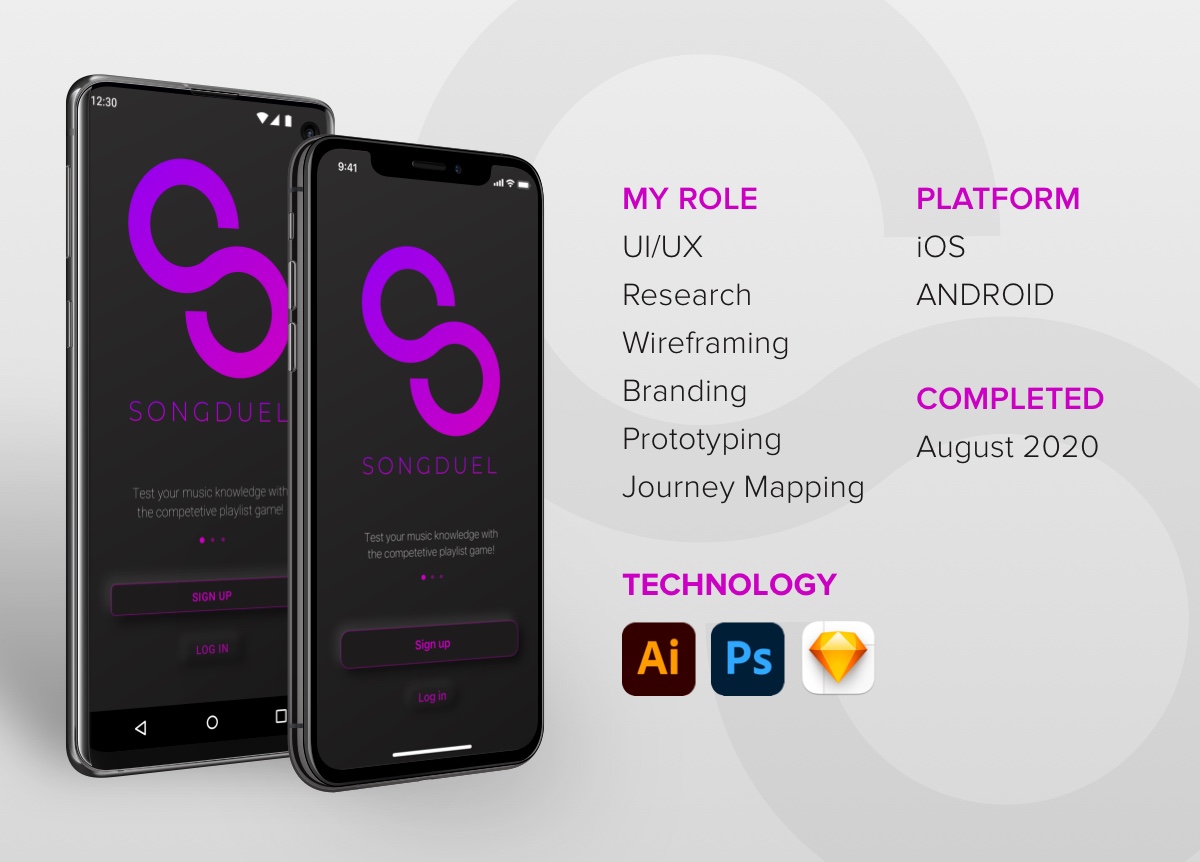 12:30
SONGDUEL
Test your music knowledge with
the competetive playlist game!
SIGN UP
LOG IN
9:41
SONGDUEL
Test your music knowledge with
the competetive playlist game!
Sign up
Log in
MY ROLE
UI/UX
Research
Wireframing
Branding
Prototyping
Journey Mapping
PLATFORM
iOS
ANDROID
COMPLETED
August 2020
TECHNOLOGY
Ai
Ps